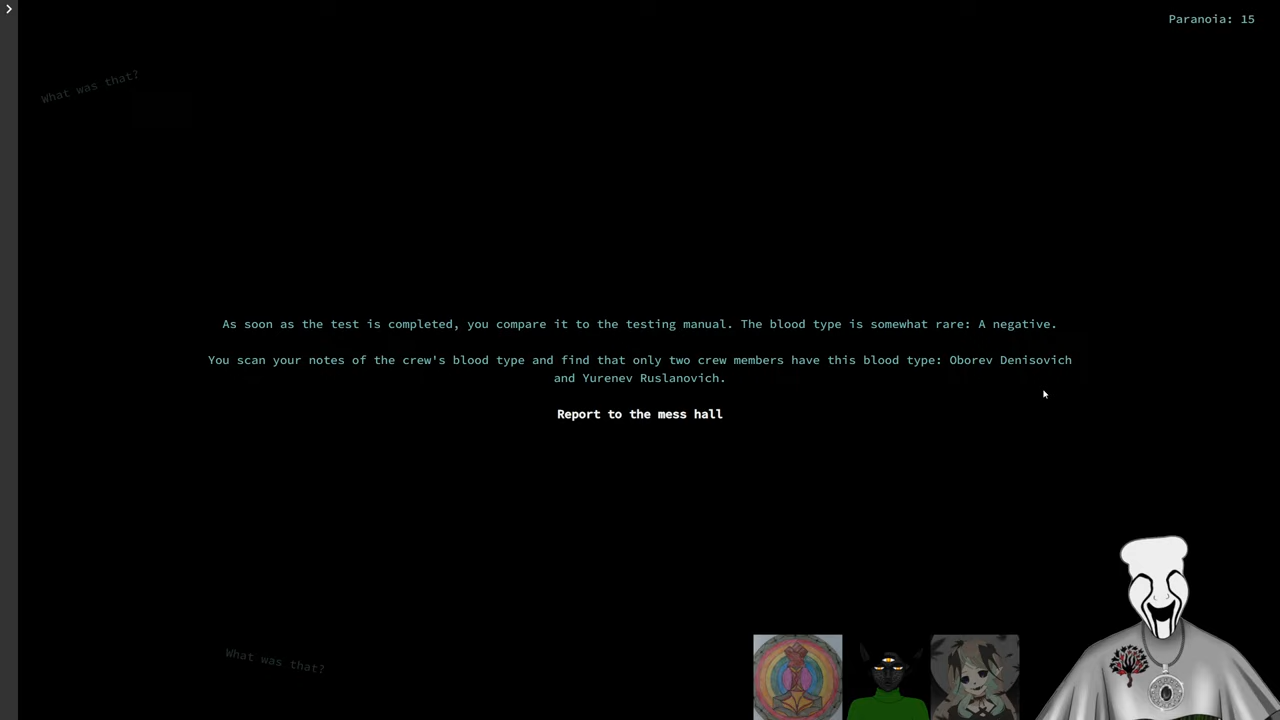 >
Paranoia: 15
What was that?
As soon as the test is completed, you compare it to the testing manual. The blood type is somewhat rare: A negative.
You scan your notes of the crew's blood type and find that only two crew members have this blood type: Oborev Denisovich
and Yurenev Ruslanovich.
Report to the mess hall
What was that?